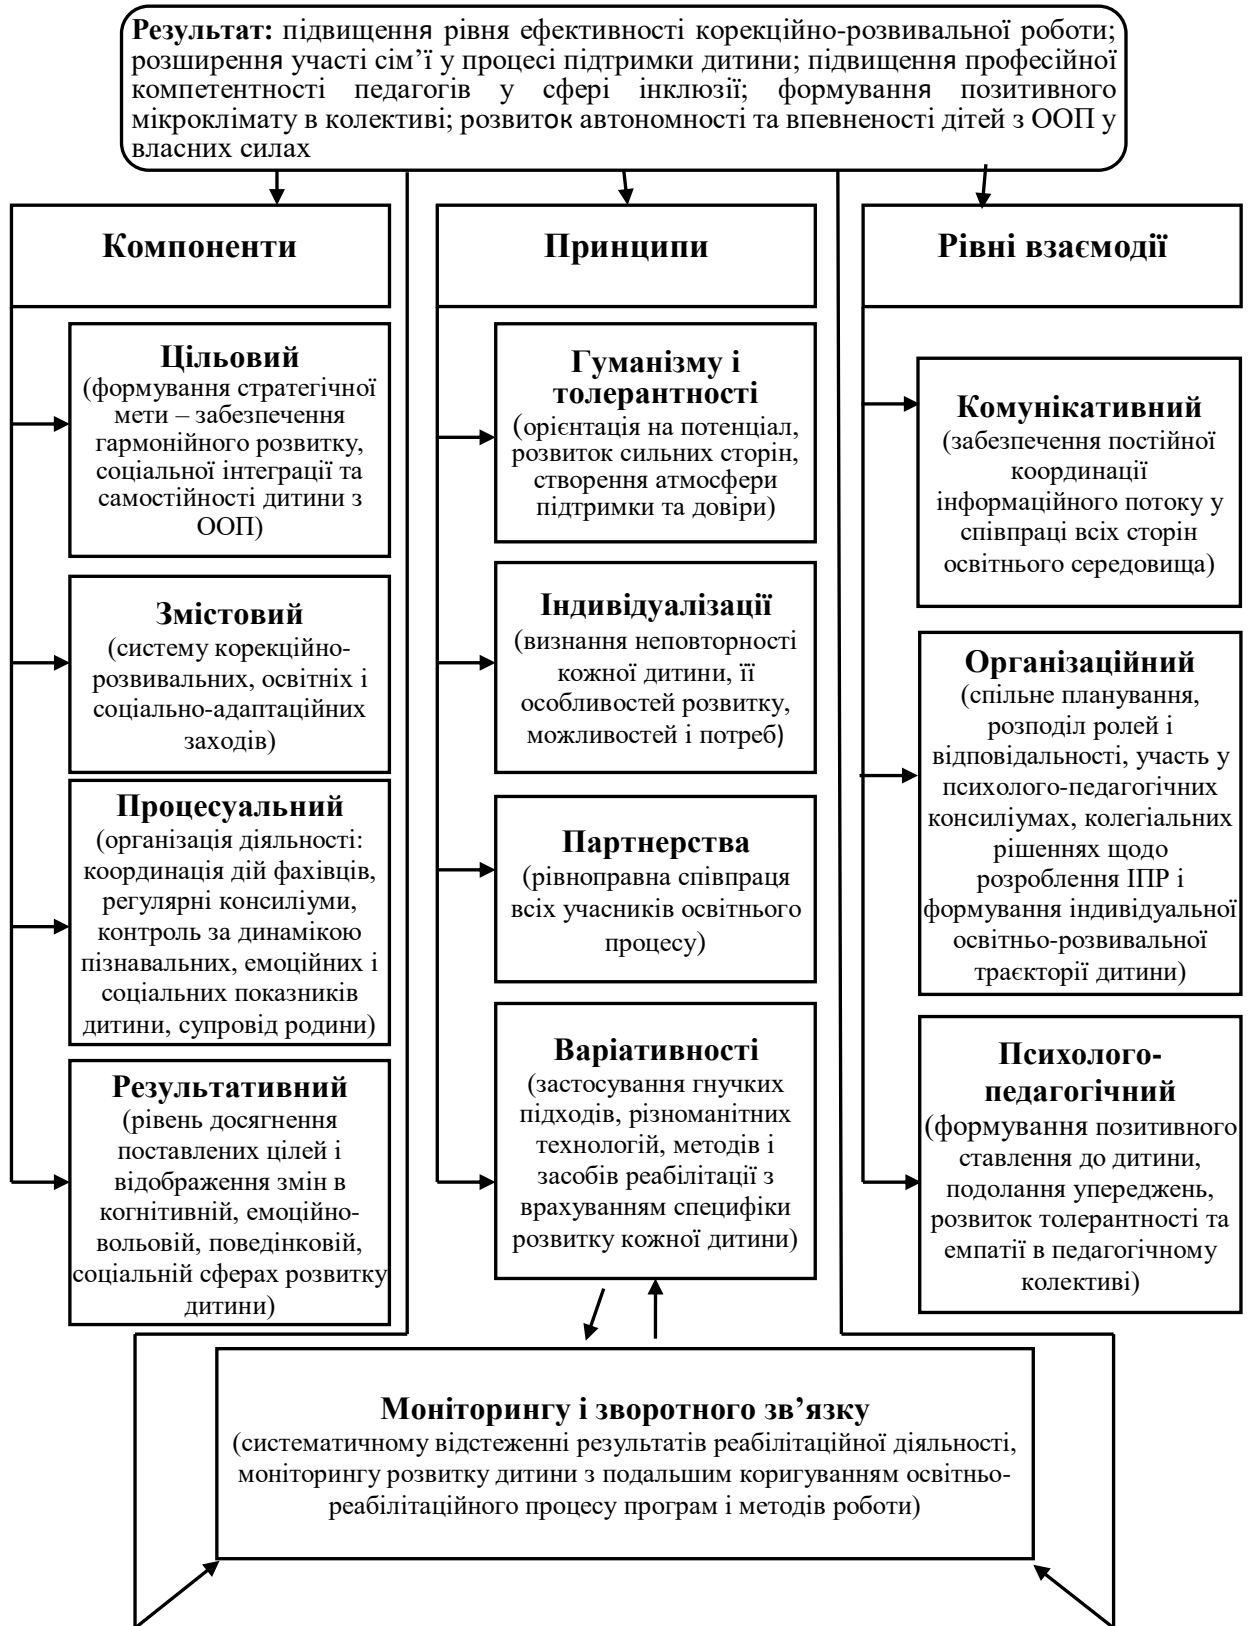 Результат: підвищення рівня ефективності корекційно-розвивальної роботи;
розширення участі сім’ї у процесі підтримки дитини; підвищення професійної
компетентності педагогів у сфері інклюзії; формування позитивного
мікроклімату в колективі; розвиток автономності та впевненості дітей з ООП у
власних силах
Компоненти
Цільовий
(формування стратегічної
мети – забезпечення
гармонійного розвитку,
соціальної інтеграції та
самостійності дитини з
ООП)
Змістовий
(систему корекційно-
розвивальних, освітніх і
соціально-адаптаційних
заходів)
Процесуальний
(організація діяльності:
координація дій фахівців,
регулярні консиліуми,
контроль за динамікою
пізнавальних, емоційних і
соціальних показників
дитини, супровід родини)
Результативний
(рівень досягнення
поставлених цілей і
відображення змін в
когнітивній, емоційно-
вольовій, поведінковій,
соціальній сферах розвитку
дитини)
Принципи
Гуманізму і
толерантності
(орієнтація на потенціал,
розвиток сильних сторін,
створення атмосфери
підтримки та довіри)
Індивідуалізації
(визнання неповторності
кожної дитини, її
особливостей розвитку,
можливостей і потреб)
Партнерства
(рівноправна співпраця
всіх учасників освітнього
процесу)
Варіативності
(застосування гнучких
підходів, різноманітних
технологій, методів і
засобів реабілітації з
врахуванням специфіки
розвитку кожної дитини)
Рівні взаємодії
Комунікативний
(забезпечення постійної
координації
інформаційного потоку у
співпраці всіх сторін
освітнього середовища)
Організаційний
(спільне планування,
розподіл ролей і
відповідальності, участь у
психолого-педагогічних
консиліумах, колегіальних
рішеннях щодо
розроблення ІПР і
формування індивідуальної
освітньо-розвивальної
траєкторії дитини)
Психолого-
педагогічний
(формування позитивного
ставлення до дитини,
подолання упереджень,
розвиток толерантності та
емпатії в педагогічному
колективі)
Моніторингу і зворотного зв’язку
(систематичному відстеженні результатів реабілітаційної діяльності,
моніторингу розвитку дитини з подальшим коригуванням освітньо-
реабілітаційного процесу програм і методів роботи)